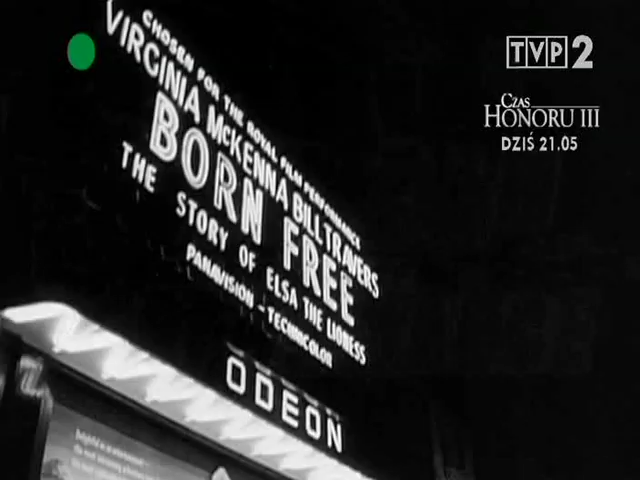 CHOSEN FOR THE ROYAL FILM PERFORMANCE
VIRGINIA McKENNA BILL TRAVERS
BORN FREE
THE STORY OF ELSA THE LIONESS
PANAVISION - TECHNICOLOR
ODEON
TVP2
CZAS
HONORU III
DZIŚ 21.05